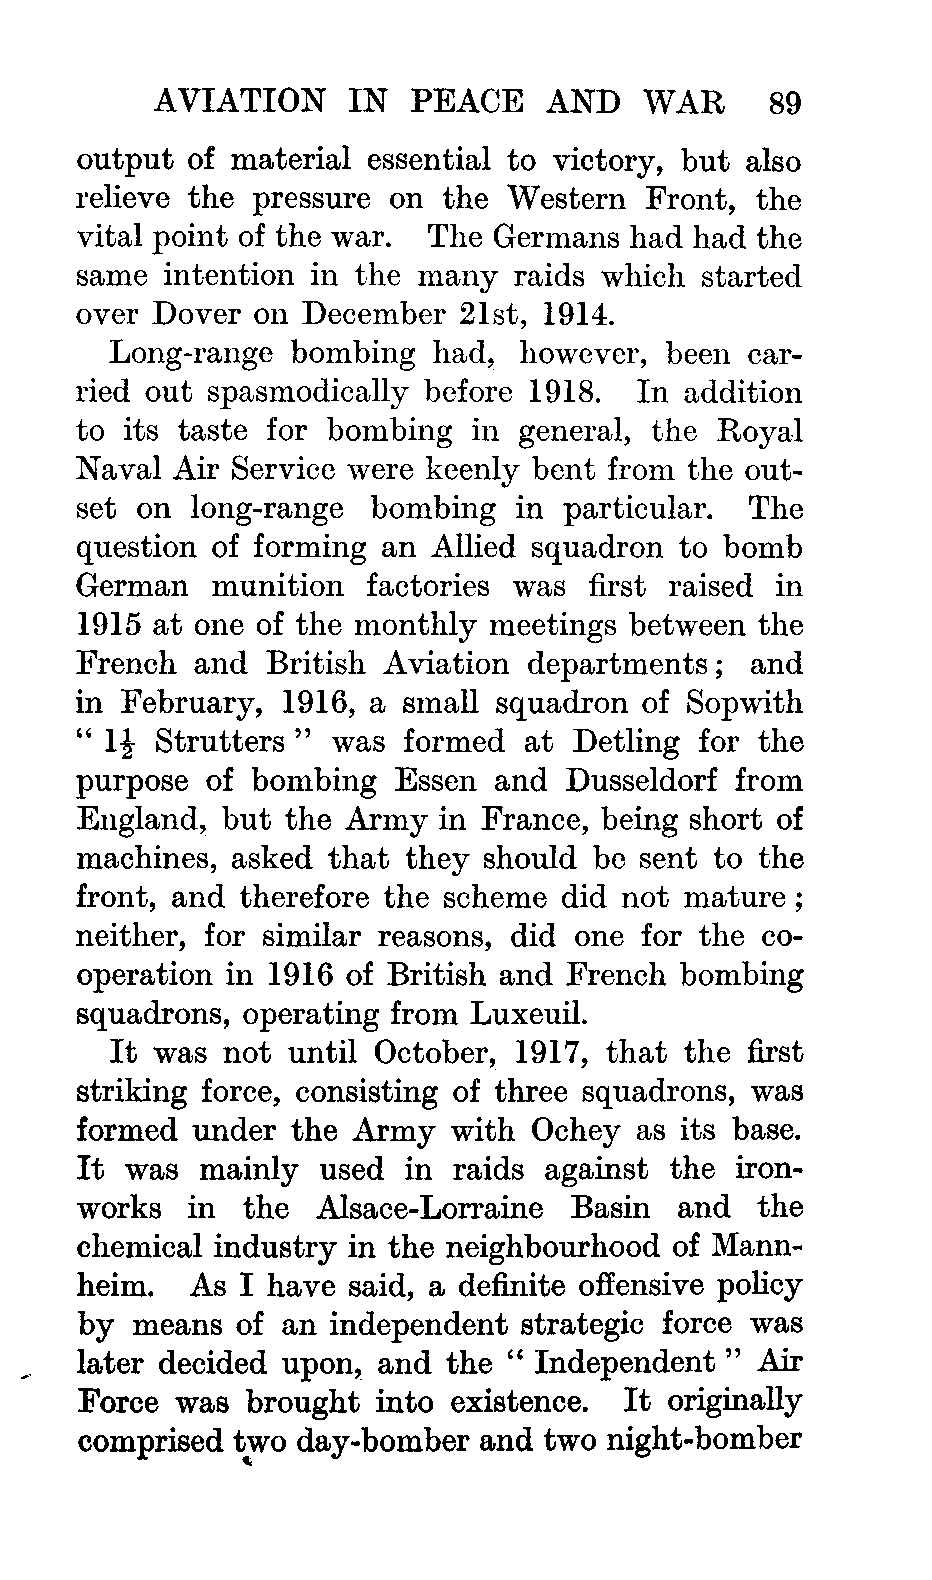 AVIATION IN PEACE AND WAR 89
output of material essential to victory, but also
relieve the pressure on the Western Front, the
vital point of the war. The Germans had had the
same intention in the many raids which started
over Dover on December 21st, 1914.
Long-range bombing had, however, been car-
ried out spasmodically before 1918. In addition
to its taste for bombing in general, the Royal
Naval Air Service were keenly bent from the out-
set on long-range bombing in particular. The
question of forming an Allied squadron to bomb
German munition factories was first raised in
1915 at one of the monthly meetings between the
French and British Aviation departments; and
in February, 1916, a small squadron of Sopwith
“ 1½ Strutters ” was formed at Detling for the
purpose of bombing Essen and Dusseldorf from
England, but the Army in France, being short of
machines, asked that they should be sent to the
front, and therefore the scheme did not mature ;
neither, for similar reasons, did one for the co-
operation in 1916 of British and French bombing
squadrons, operating from Luxeuil.
It was not until October, 1917, that the first
striking force, consisting of three squadrons, was
formed under the Army with Ochey as its base.
It was mainly used in raids against the iron-
works in the Alsace-Lorraine Basin and the
chemical industry in the neighbourhood of Mann-
heim. As I have said, a definite offensive policy
by means of an independent strategic force was
later decided upon, and the “ Independent ” Air
Force was brought into existence. It originally
comprised two day-bomber and two night-bomber